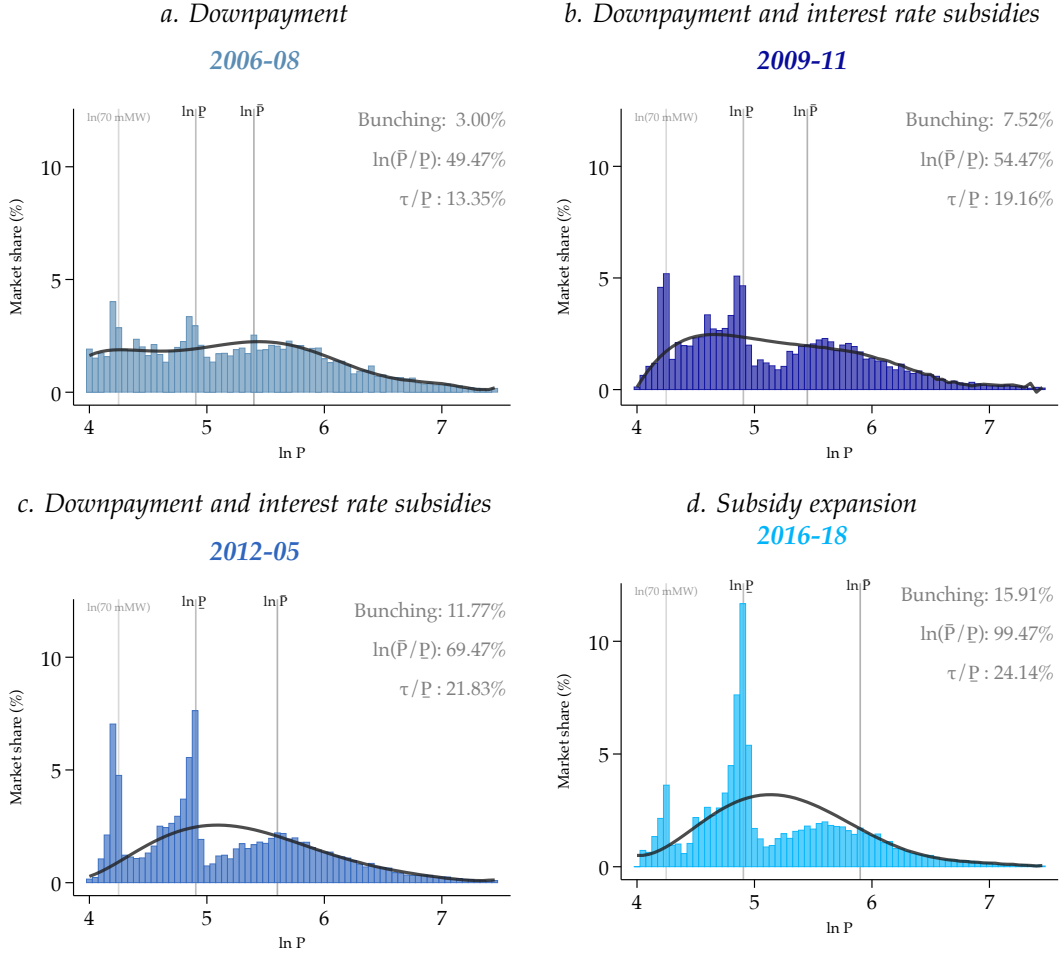 a. Downpayment
2006-08
ln(70 mMW)
ln P̲
ln P̄
Bunching: 3.00%
ln(P̄/P̲): 49.47%
τ/P̲ : 13.35%
Market share (%)
10
5
0
4 5 6 7
ln P
b. Downpayment and interest rate subsidies
2009-11
ln(70 mMW)
ln P̲
ln P̄
Bunching: 7.52%
ln(P̄/P̲): 54.47%
τ/P̲ : 19.16%
Market share (%)
10
5
0
4 5 6 7
ln P
c. Downpayment and interest rate subsidies
2012-05
ln(70 mMW)
ln P̲
ln P̄
Bunching: 11.77%
ln(P̄/P̲): 69.47%
τ/P̲ : 21.83%
Market share (%)
10
5
0
4 5 6 7
ln P
d. Subsidy expansion
2016-18
ln(70 mMW)
ln P̲
ln P̄
Bunching: 15.91%
ln(P̄/P̲): 99.47%
τ/P̲ : 24.14%
Market share (%)
10
5
0
4 5 6 7
ln P